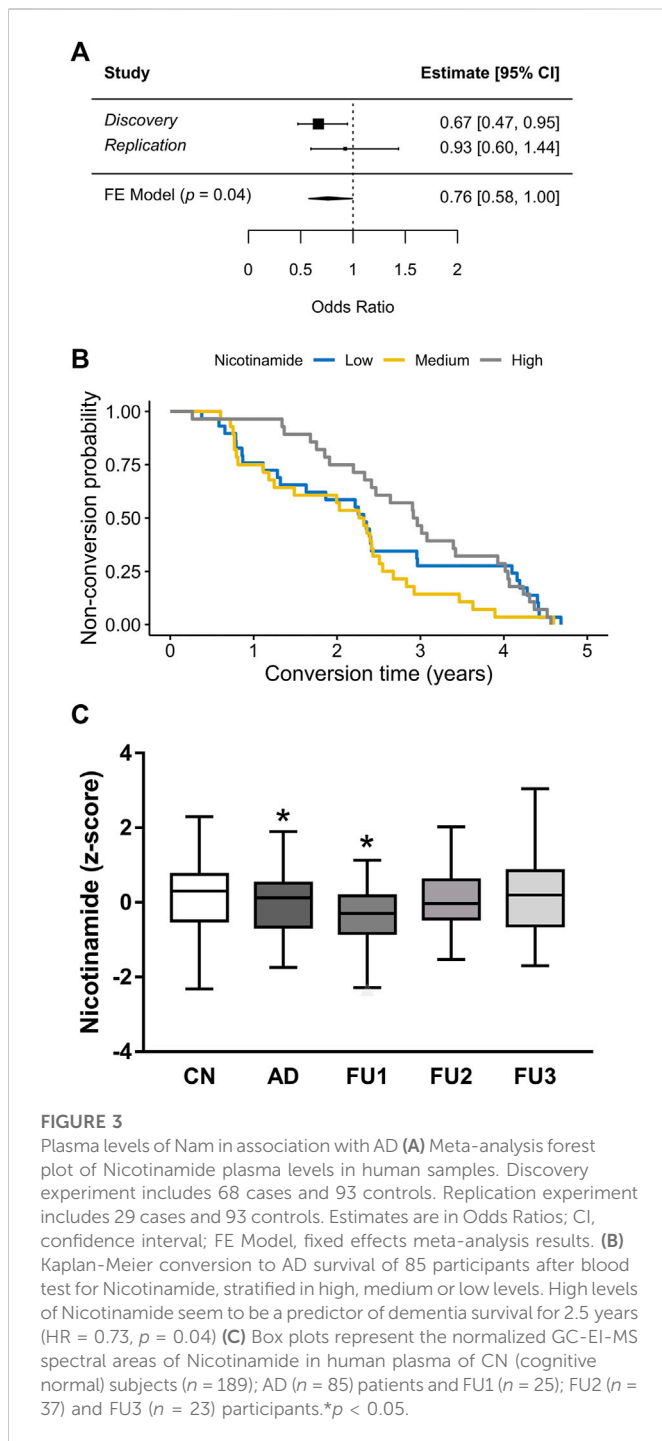 A
Study Estimate [95% CI]
Discovery 0.67 [0.47, 0.95]
Replication 0.93 [0.60, 1.44]
FE Model (p = 0.04) 0.76 [0.58, 1.00]
0 0.5 1 1.5 2
Odds Ratio
B
Nicotinamide Low Medium High
Non-conversion probability
1.00
0.75
0.50
0.25
0.00
0 1 2 3 4 5
Conversion time (years)
C
Nicotinamide (z-score)
4
2
0
-2
-4
* *
CN AD FU1 FU2 FU3
FIGURE 3
Plasma levels of Nam in association with AD (A) Meta-analysis forest
plot of Nicotinamide plasma levels in human samples. Discovery
experiment includes 68 cases and 93 controls. Replication experiment
includes 29 cases and 93 controls. Estimates are in Odds Ratios; CI,
confidence interval; FE Model, fixed effects meta-analysis results. (B)
Kaplan-Meier conversion to AD survival of 85 participants after blood
test for Nicotinamide, stratified in high, medium or low levels. High levels
of Nicotinamide seem to be a predictor of dementia survival for 2.5 years
(HR = 0.73, p = 0.04) (C) Box plots represent the normalized GC-EI-MS
spectral areas of Nicotinamide in human plasma of CN (cognitive
normal) subjects (n = 189); AD (n = 85) patients and FU1 (n = 25); FU2 (n =
37) and FU3 (n = 23) participants.*p < 0.05.